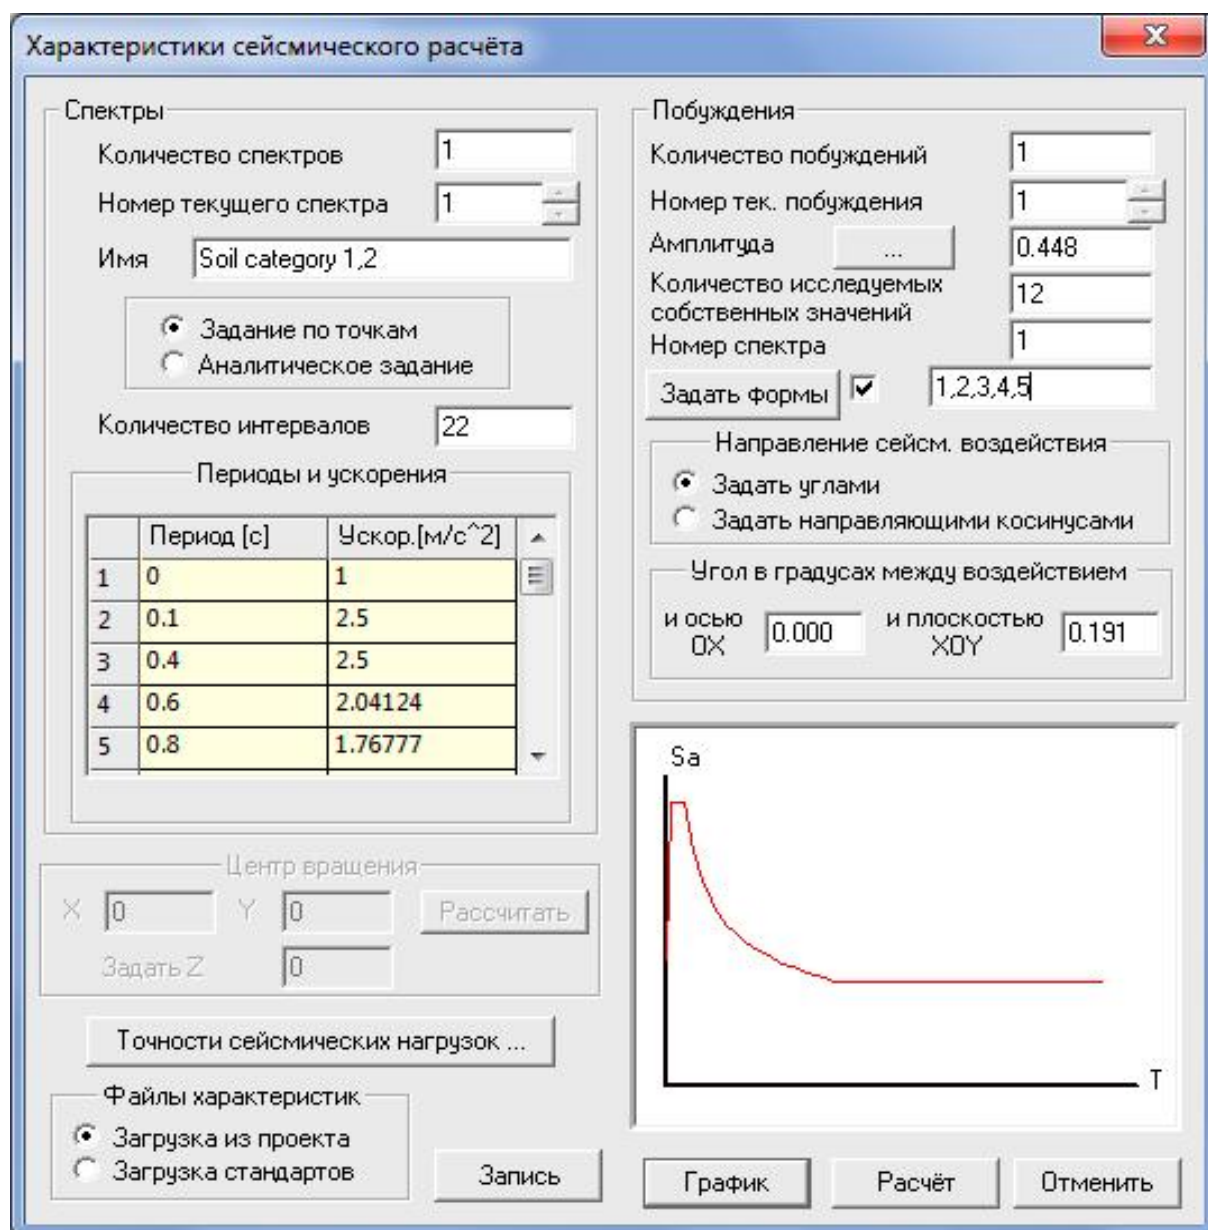 Характеристики сейсмического расчёта
Спектры
Количество спектров 1
Номер текущего спектра 1
Имя Soil category 1,2
Задание по точкам
Аналитическое задание
Количество интервалов 22
Периоды и ускорения
Период [с] Ускор.[м/с^2]
1 0 1
2 0.1 2.5
3 0.4 2.5
4 0.6 2.04124
5 0.8 1.76777
Центр вращения
X 0 Y 0 Рассчитать
Задать Z 0
Точности сейсмических нагрузок ...
Файлы характеристик
Загрузка из проекта
Загрузка стандартов
Запись
Побуждения
Количество побуждений 1
Номер тек. побуждения 1
Амплитуда ... 0.448
Количество исследуемых
собственных значений 12
Номер спектра 1
Задать формы 1,2,3,4,5
Направление сейсм. воздействия
Задать углами
Задать направляющими косинусами
Угол в градусах между воздействием
и осью 0.000 и плоскостью 0.191
OX XOY
Sa
T
График Расчёт Отменить